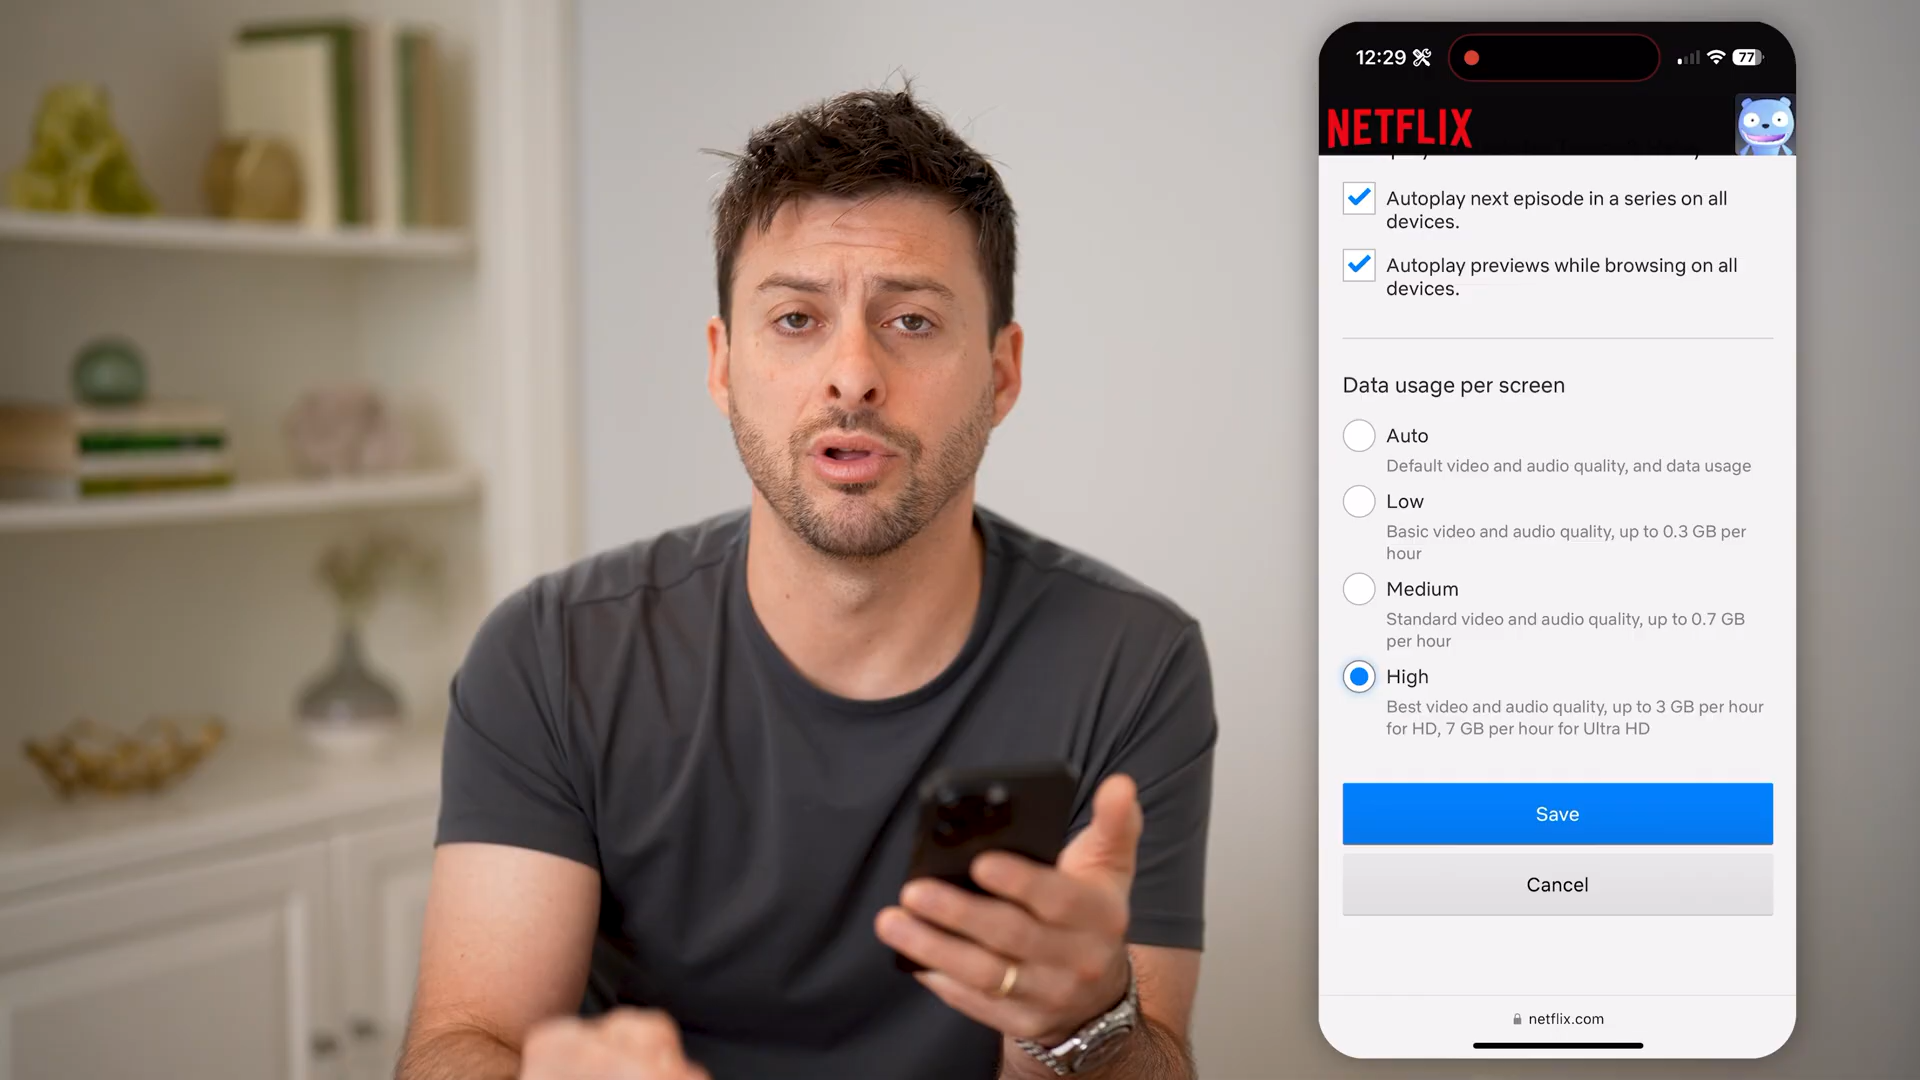 12:29
77
NETFLIX
Autoplay next episode in a series on all
devices.
Autoplay previews while browsing on all
devices.
Data usage per screen
Auto
Default video and audio quality, and data usage
Low
Basic video and audio quality, up to 0.3 GB per
hour
Medium
Standard video and audio quality, up to 0.7 GB
per hour
High
Best video and audio quality, up to 3 GB per hour
for HD, 7 GB per hour for Ultra HD
Save
Cancel
netflix.com